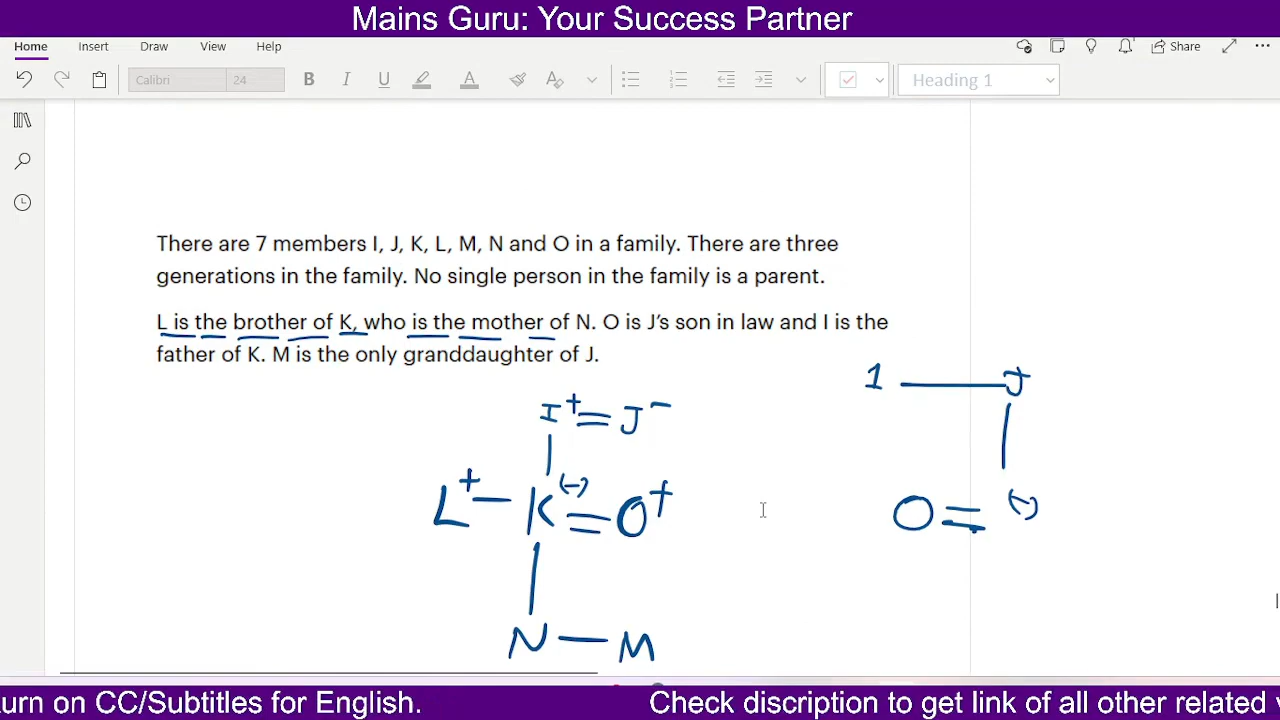 Mains Guru: Your Success Partner
Home Insert Draw View Help Share
Calibri 24 B I U A Heading 1
There are 7 members I, J, K, L, M, N and O in a family. There are three
generations in the family. No single person in the family is a parent.
L is the brother of K, who is the mother of N. O is J's son in law and I is the
father of K. M is the only granddaughter of J.
1 — J
I + = J −
L + — K (−) = O +
O = (−)
N — M
urn on CC/Subtitles for English. Check discription to get link of all other related